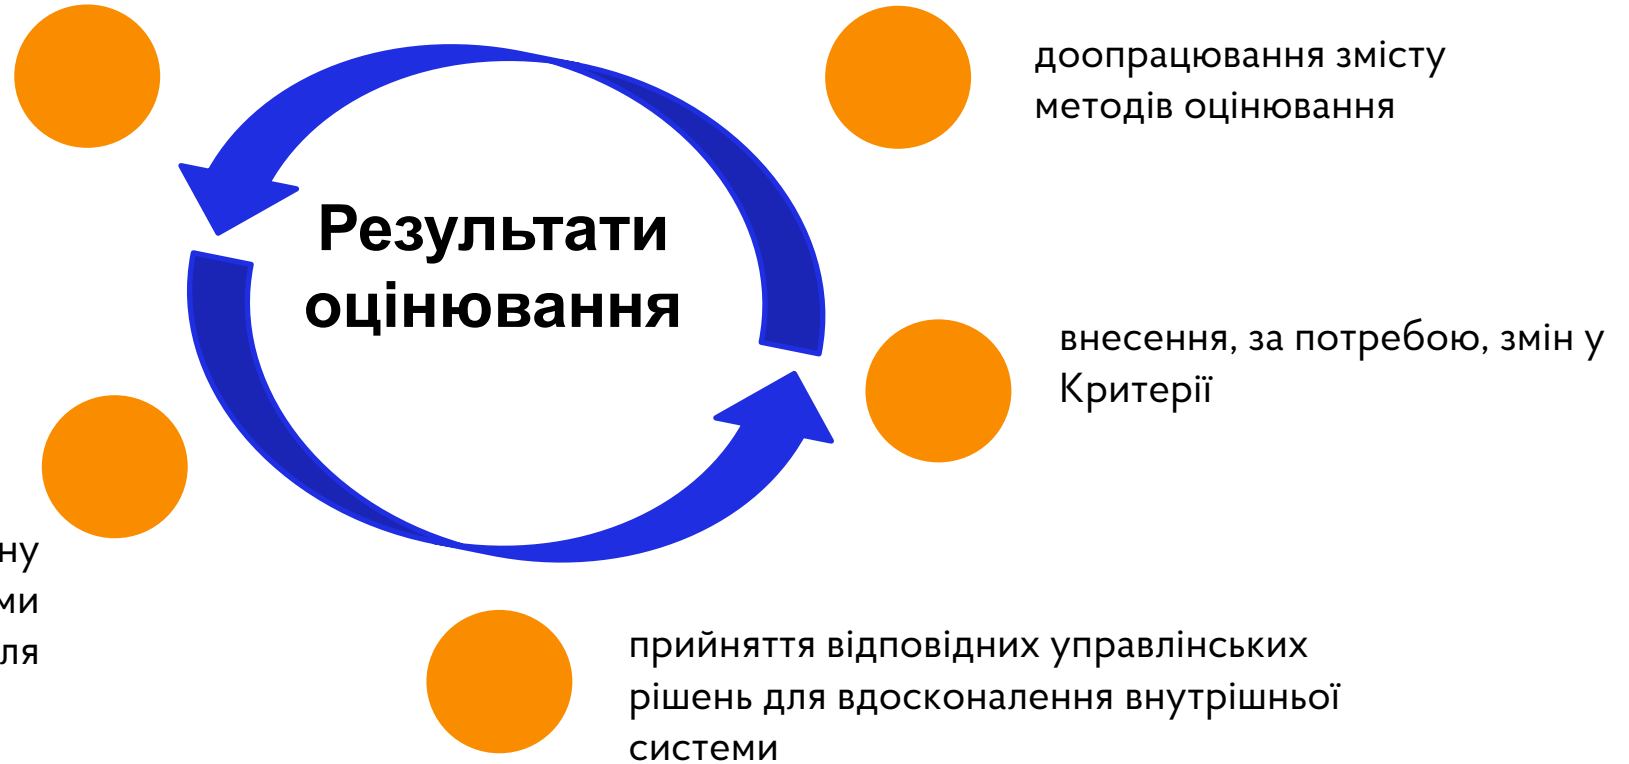 доопрацювання змісту
методів оцінювання
Результати
оцінювання
внесення, за потребою, змін у
Критерії
прийняття відповідних управлінських
рішень для вдосконалення внутрішньої
системи